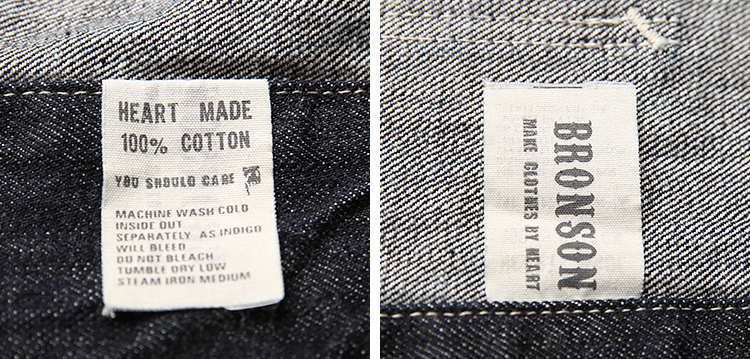 HEART MADE
100% COTTON
YOU SHOULD CARE
MACHINE WASH COLD
INSIDE OUT
SEPARATELY AS INDIGO
WILL BLEED
DO NOT BLEACH
TUMBLE DRY LOW
STEAM IRON MEDIUM
BRONSON
MAKE CLOTHES BY HEART